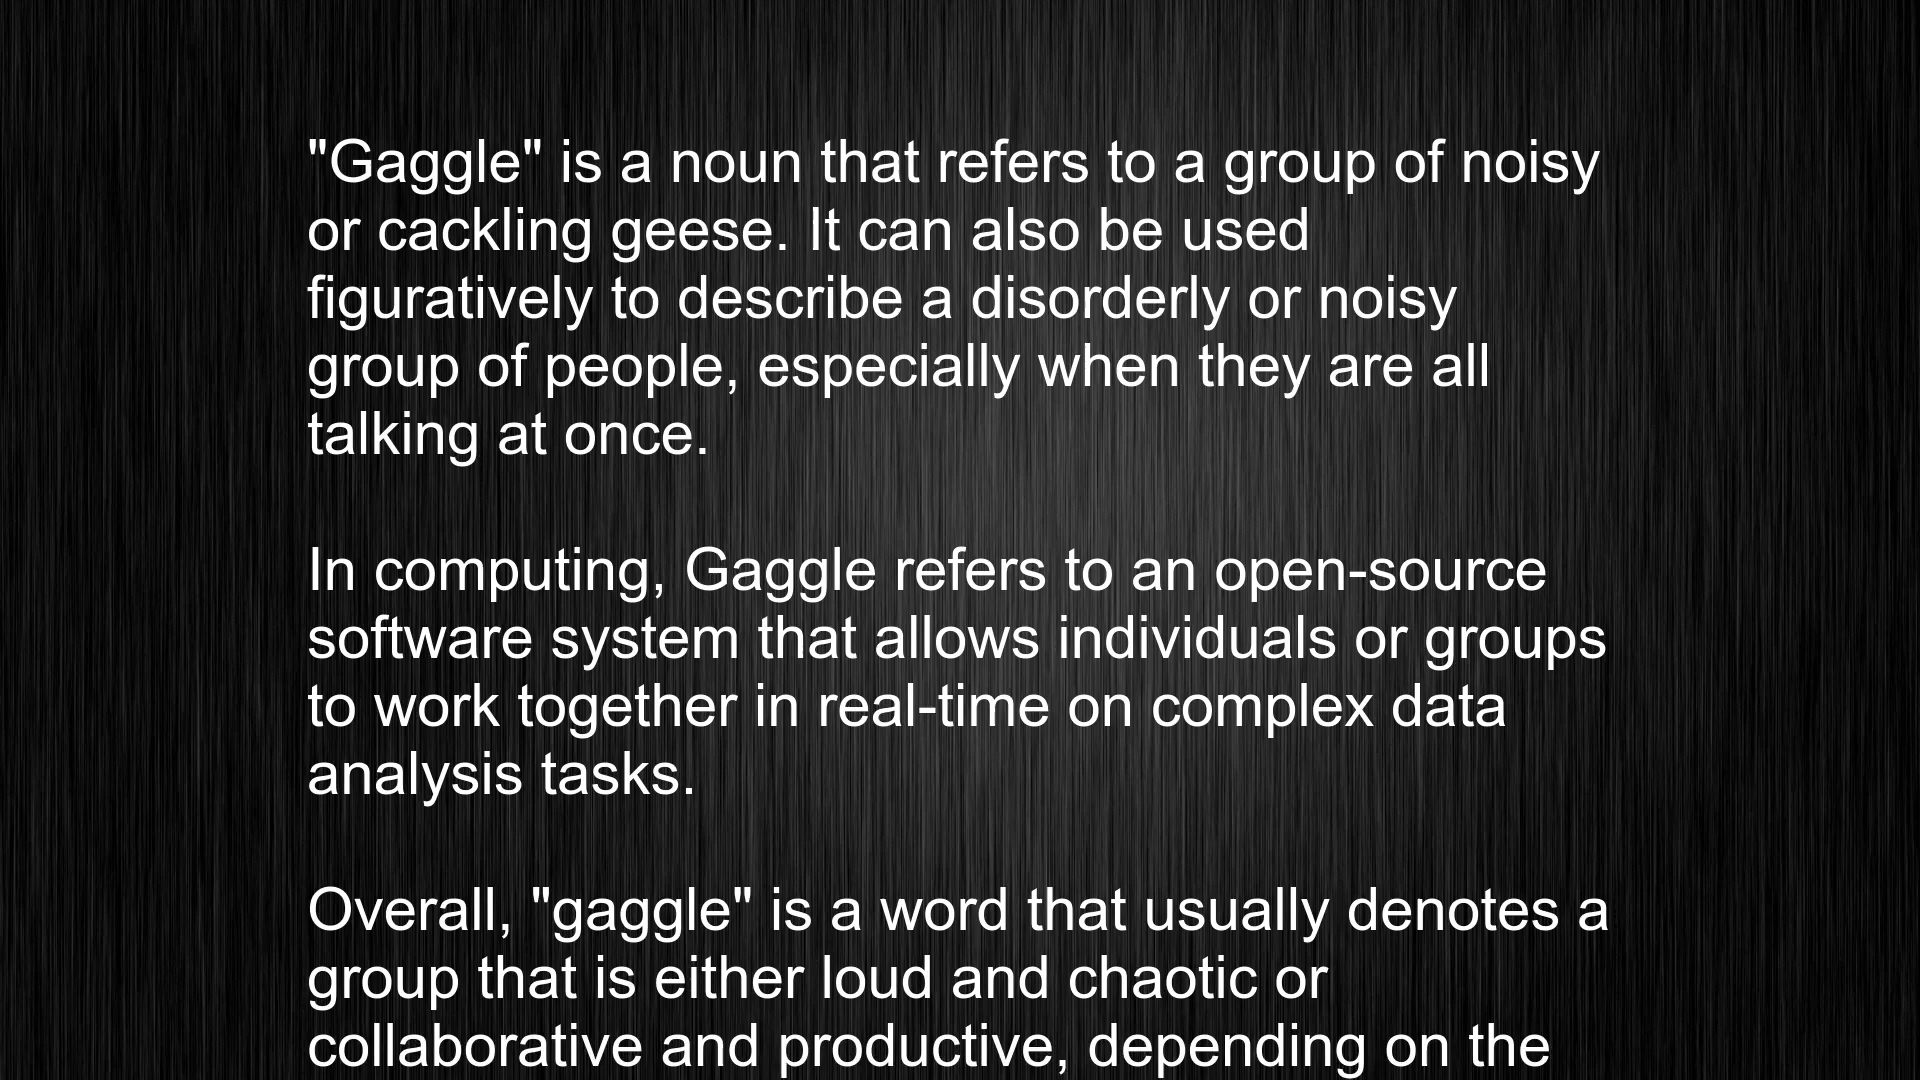 "Gaggle" is a noun that refers to a group of noisy
or cackling geese. It can also be used
figuratively to describe a disorderly or noisy
group of people, especially when they are all
talking at once.
In computing, Gaggle refers to an open-source
software system that allows individuals or groups
to work together in real-time on complex data
analysis tasks.
Overall, "gaggle" is a word that usually denotes a
group that is either loud and chaotic or
collaborative and productive, depending on the